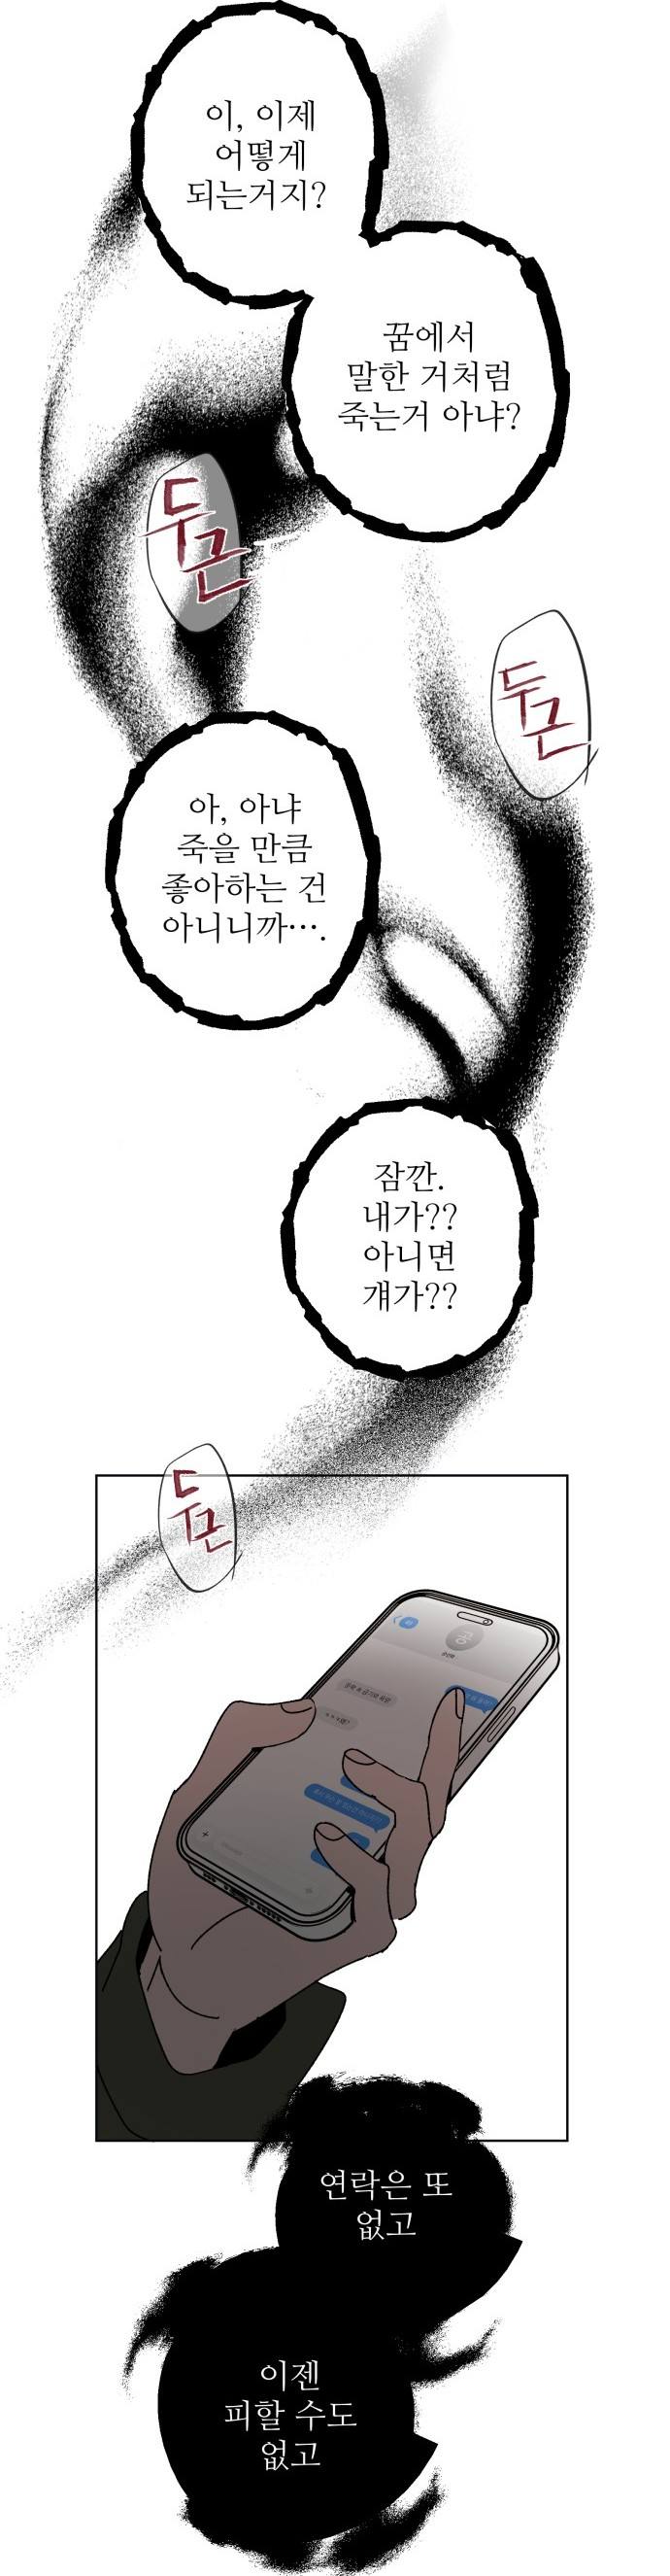 이, 이제
어떻게
되는거지?
꿈에서
말한 거처럼
죽는거 아냐?
두근
두근
아, 아냐
죽을 만큼
좋아하는 건
아니니까….
잠깐.
내가??
아니면
걔가??
두근
공
연락은 또
없고
이젠
피할 수도
없고